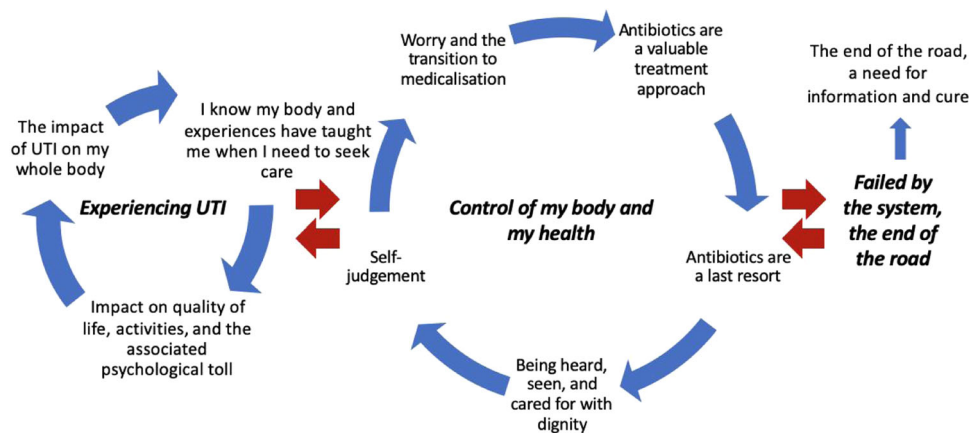 The impact
of UTI on my
whole body
I know my body and
experiences have taught
me when I need to seek
care
Experiencing UTI
Impact on quality of
life, activities, and the
associated
psychological toll
Worry and the
transition to
medicalisation
Antibiotics are
a valuable
treatment
approach
Control of my body and
my health
Self-
judgement
Antibiotics are
a last resort
Being heard,
seen, and
cared for with
dignity
The end of the road,
a need for
information and cure
Failed by
the system,
the end of
the road